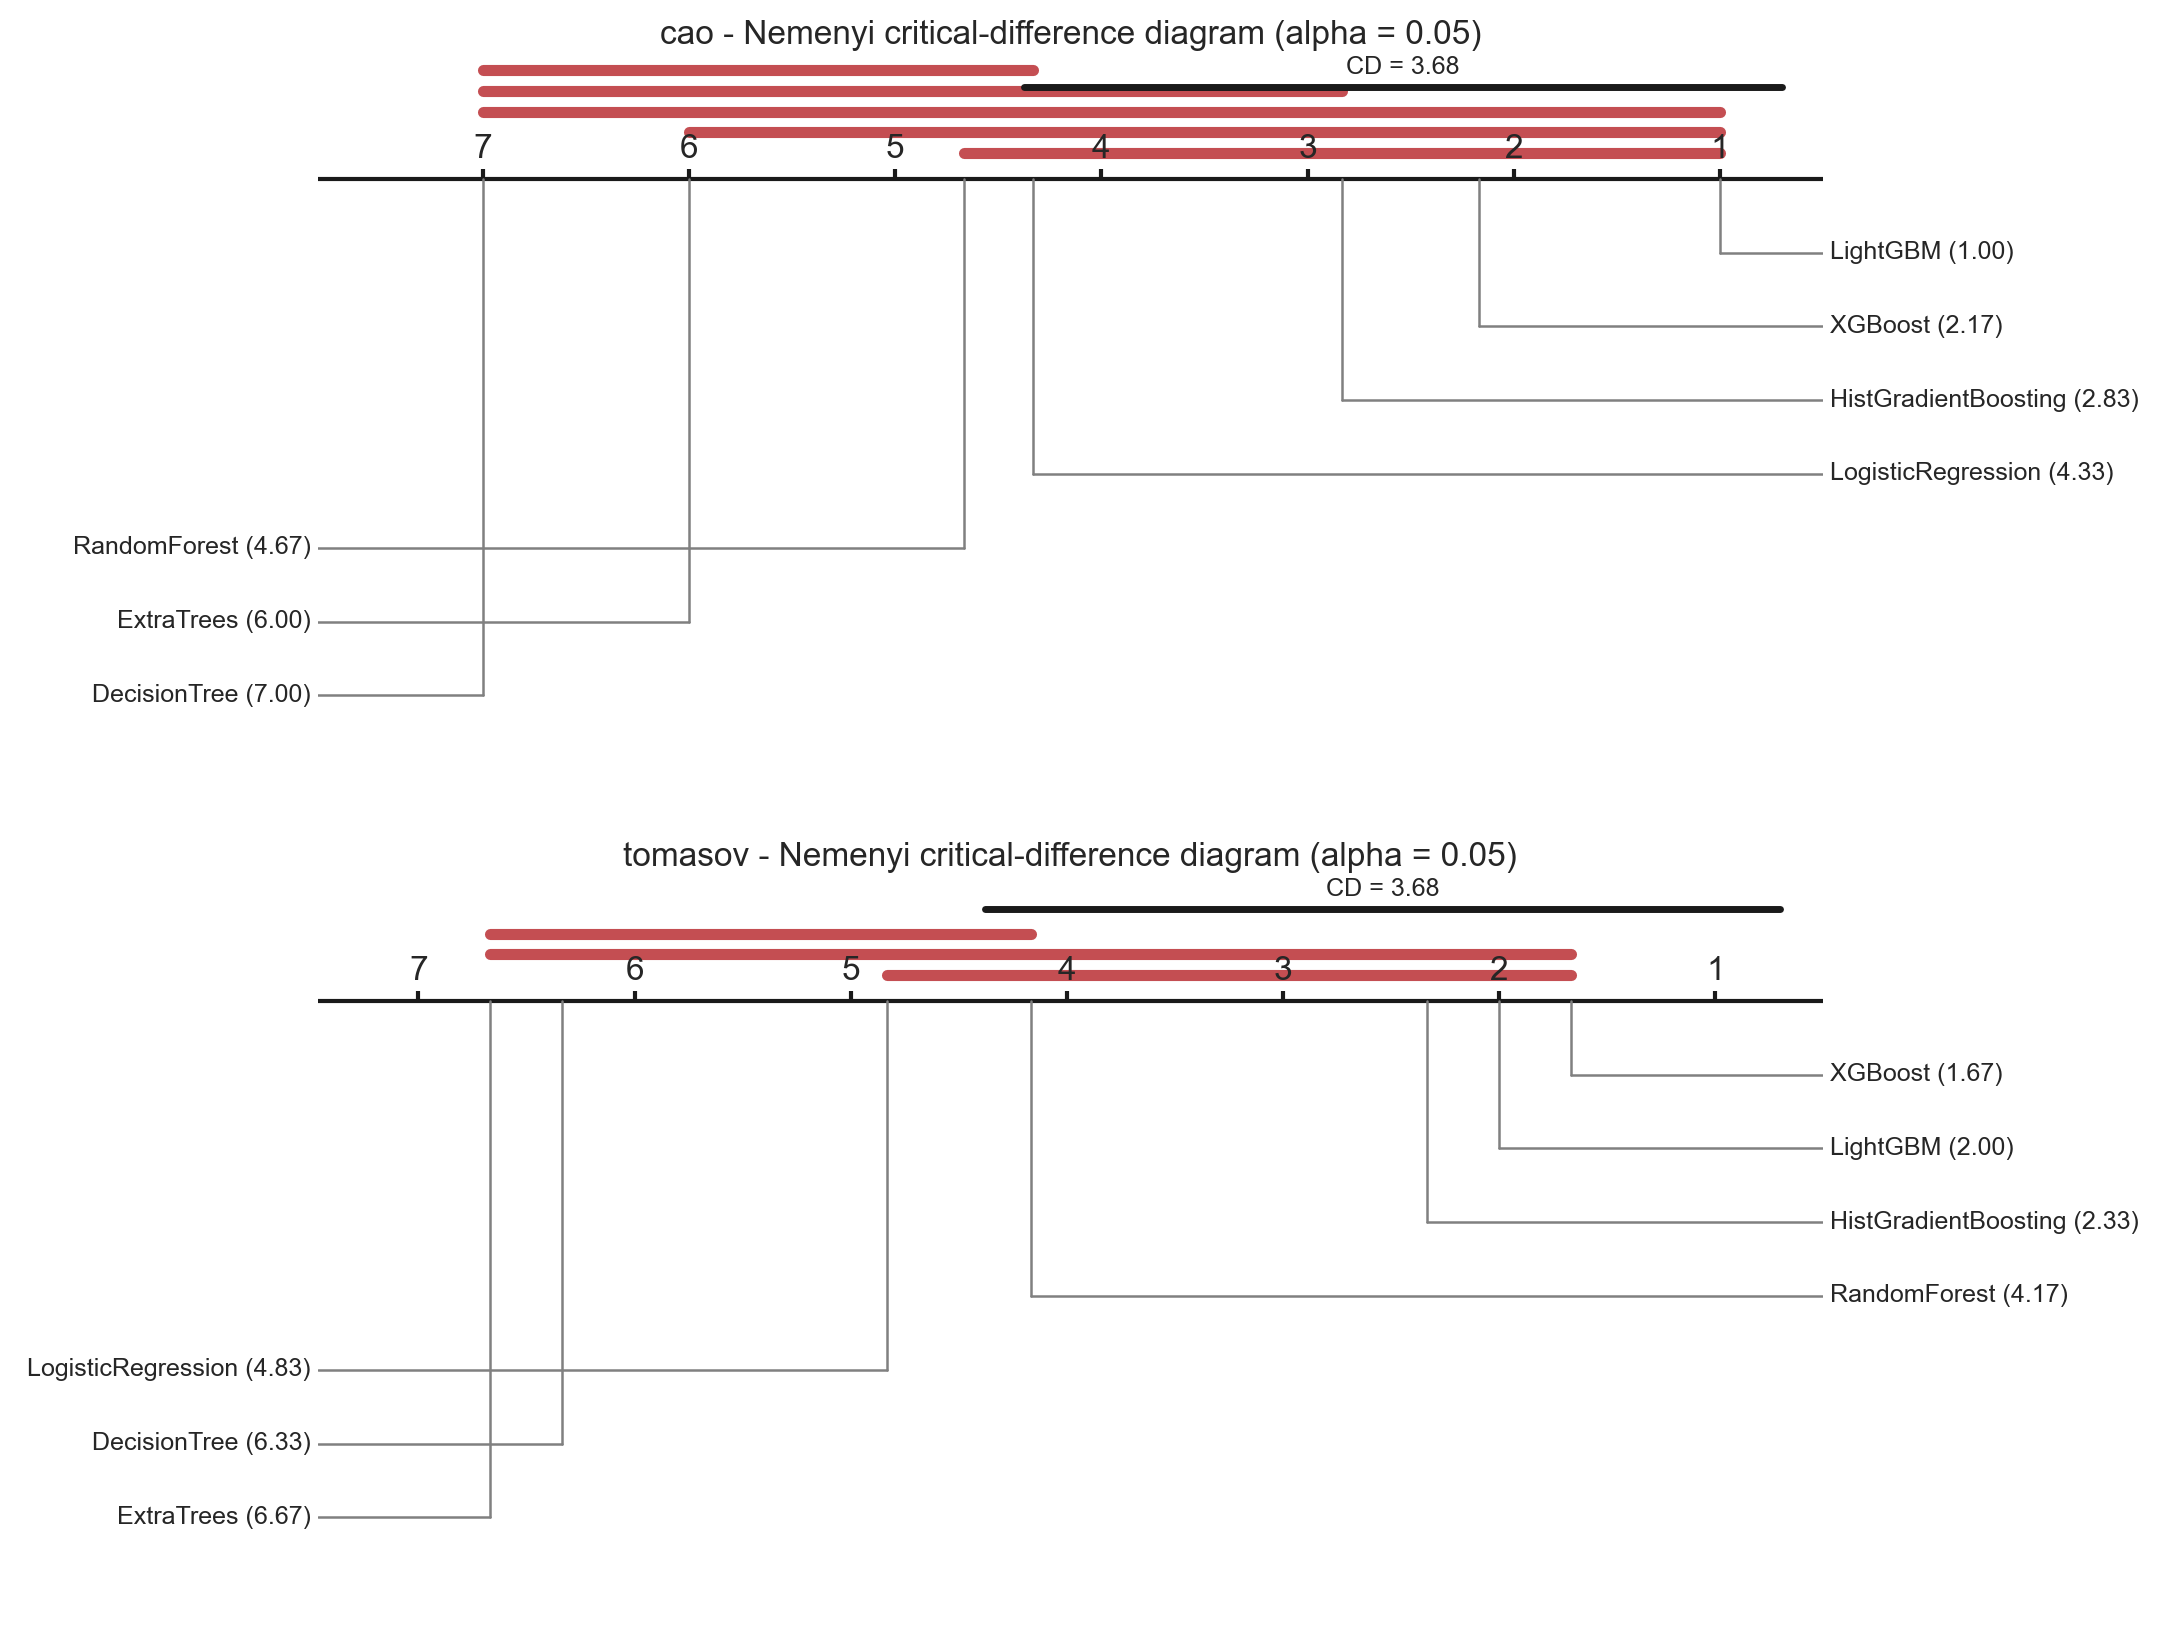 cao - Nemenyi critical-difference diagram (alpha = 0.05)
CD = 3.68
7 6 5 4 3 2 1
LightGBM (1.00)
XGBoost (2.17)
HistGradientBoosting (2.83)
LogisticRegression (4.33)
RandomForest (4.67)
ExtraTrees (6.00)
DecisionTree (7.00)
tomasov - Nemenyi critical-difference diagram (alpha = 0.05)
CD = 3.68
7 6 5 4 3 2 1
XGBoost (1.67)
LightGBM (2.00)
HistGradientBoosting (2.33)
RandomForest (4.17)
LogisticRegression (4.83)
DecisionTree (6.33)
ExtraTrees (6.67)